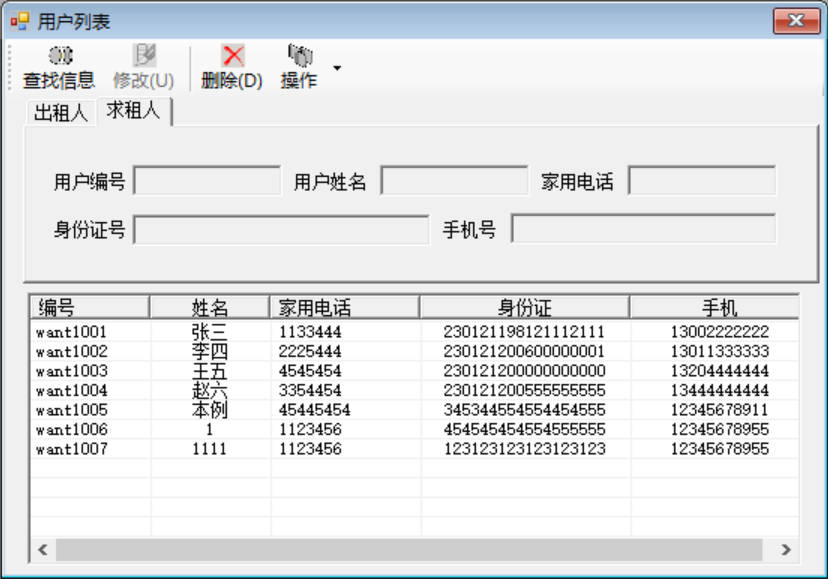 用户列表
查找信息 修改(U) 删除(D) 操作
出租人 求租人
用户编号 用户姓名 家用电话
身份证号 手机号
编号 姓名 家用电话 身份证 手机
want1001 张三 1133444 230121198121112111 13002222222
want1002 李四 2225444 230121200600000001 13011333333
want1003 王五 4545454 230121200000000000 13204444444
want1004 赵六 3354454 230121200555555555 13444444444
want1005 本例 45445454 345344554554454555 12345678911
want1006 1 1123456 454545454554555555 12345678955
want1007 1111 1123456 123123123123123123 12345678955